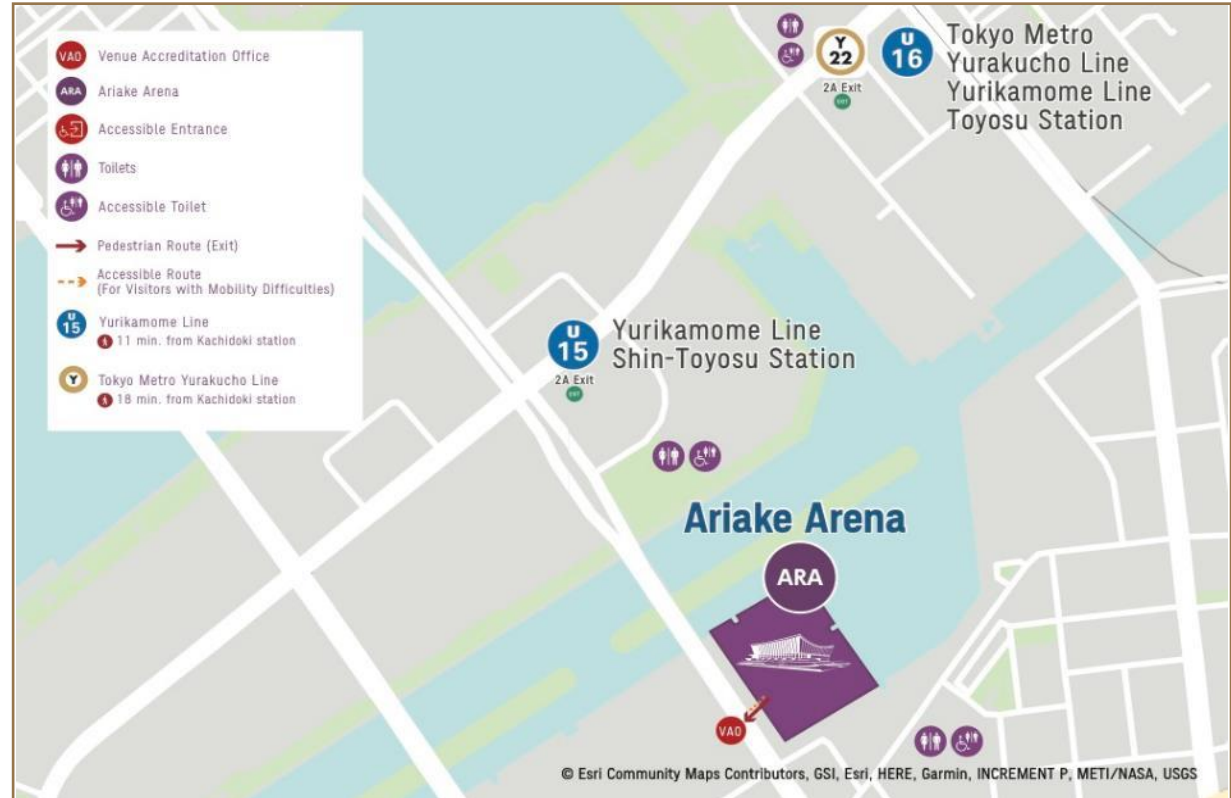 VAO Venue Accreditation Office
ARA Ariake Arena
Accessible Entrance
Toilets
Accessible Toilet
Pedestrian Route (Exit)
Accessible Route
(For Visitors with Mobility Difficulties)
U 15 Yurikamome Line
11 min. from Kachidoki station
Y Tokyo Metro Yurakucho Line
18 min. from Kachidoki station
Y 22
2A Exit
EXIT
U 16
Tokyo Metro
Yurakucho Line
Yurikamome Line
Toyosu Station
U 15
2A Exit
EXIT
Yurikamome Line
Shin-Toyosu Station
Ariake Arena
ARA
VAO
© Esri Community Maps Contributors, GSI, Esri, HERE, Garmin, INCREMENT P, METI/NASA, USGS